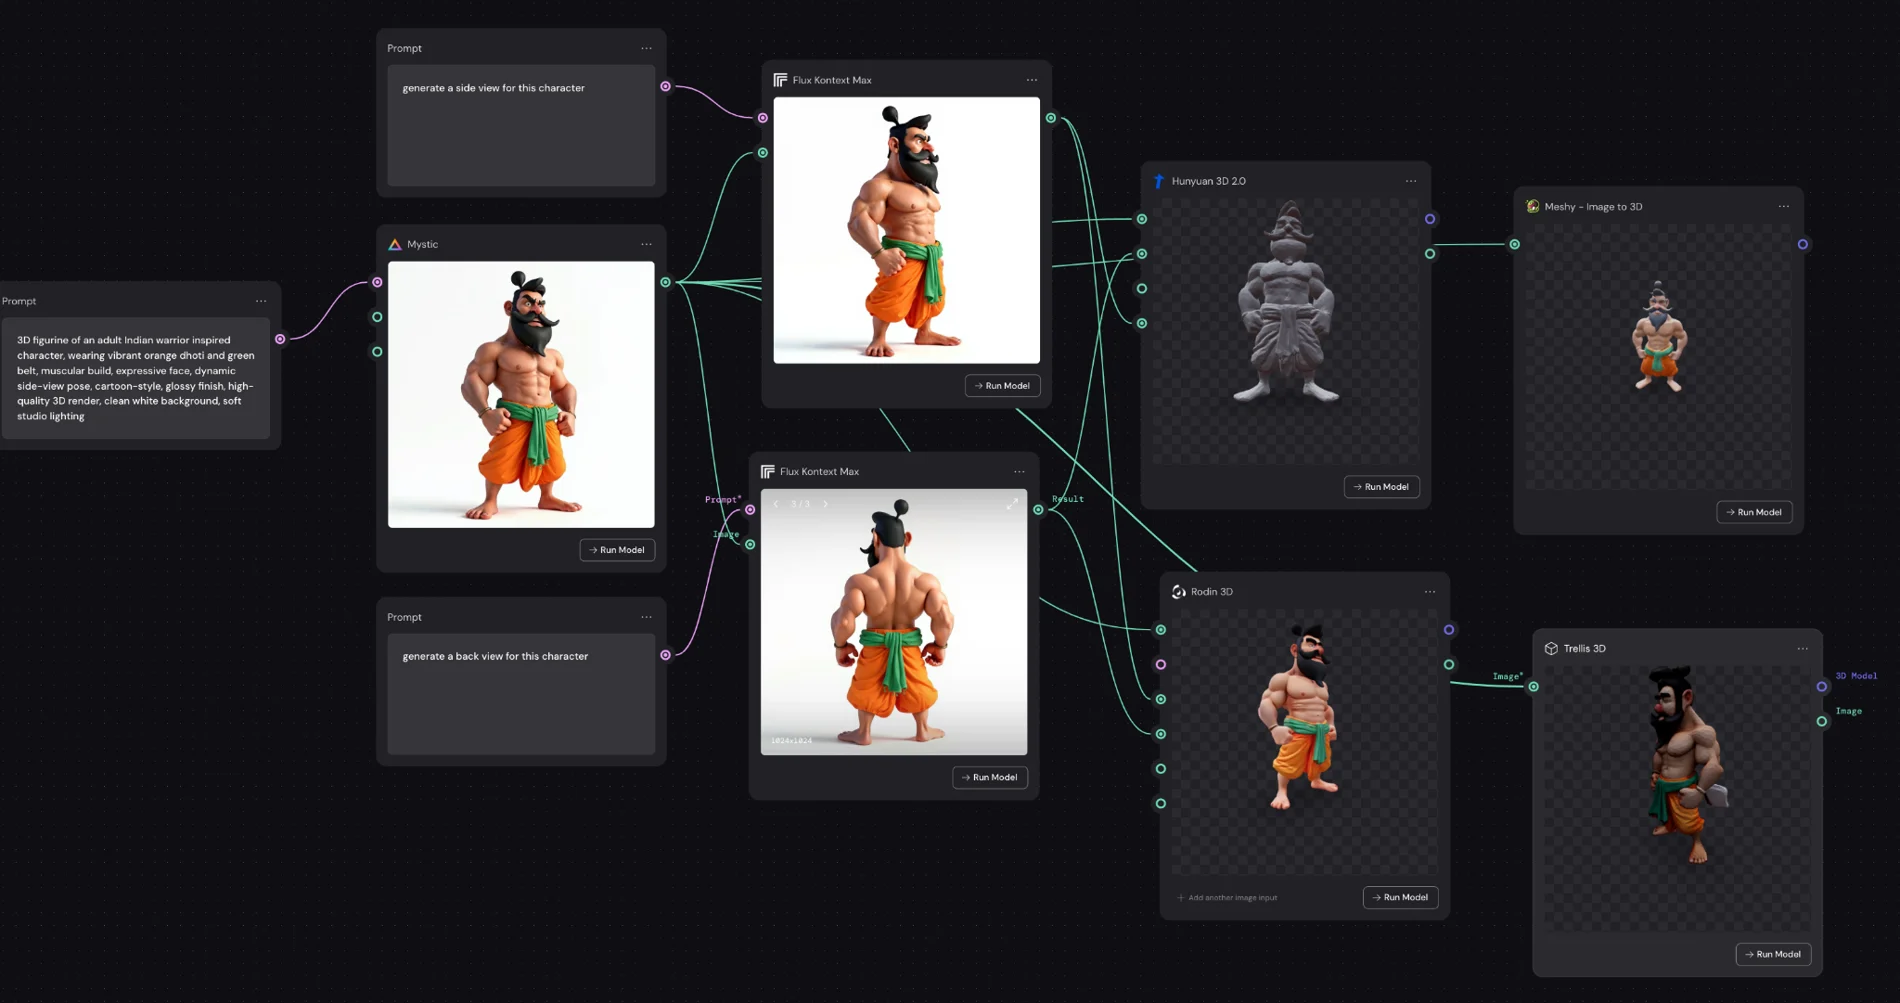 Prompt
generate a side view for this character
Flux Kontext Max
Run Model
Mystic
Run Model
Prompt
3D figurine of an adult Indian warrior inspired
character, wearing vibrant orange dhoti and green
belt, muscular build, expressive face, dynamic
side-view pose, cartoon-style, glossy finish, high-
quality 3D render, clean white background, soft
studio lighting
Prompt
generate a back view for this character
Flux Kontext Max
Prompt*
Image
3 / 3
1024x1024
Result
Run Model
Hunyuan 3D 2.0
Run Model
Meshy - Image to 3D
Run Model
Rodin 3D
+ Add another image input
Run Model
Trellis 3D
Image*
3D Model
Image
Run Model